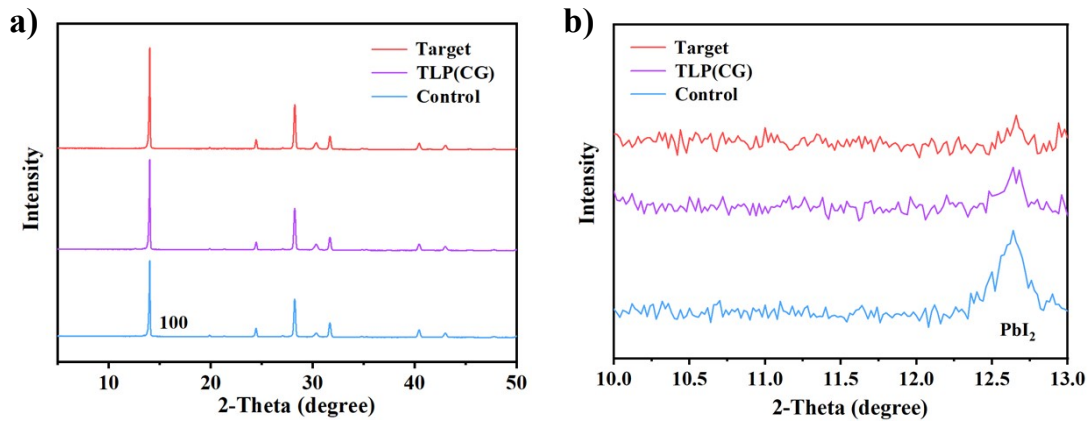 a)
Target
TLP(CG)
Control
100
Intensity
10 20 30 40 50
2-Theta (degree)
b)
Target
TLP(CG)
Control
PbI₂
Intensity
10.0 10.5 11.0 11.5 12.0 12.5 13.0
2-Theta (degree)